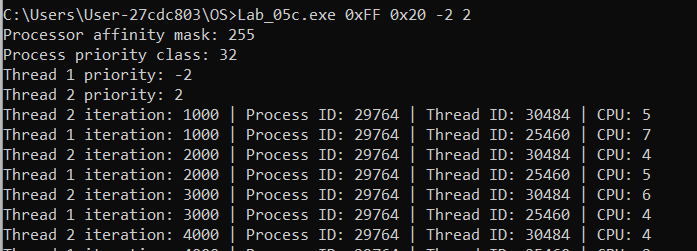 C:\Users\User-27cdc803\OS>Lab_05c.exe 0xFF 0x20 -2 2
Processor affinity mask: 255
Process priority class: 32
Thread 1 priority: -2
Thread 2 priority: 2
Thread 2 iteration: 1000 | Process ID: 29764 | Thread ID: 30484 | CPU: 5
Thread 1 iteration: 1000 | Process ID: 29764 | Thread ID: 25460 | CPU: 7
Thread 2 iteration: 2000 | Process ID: 29764 | Thread ID: 30484 | CPU: 4
Thread 1 iteration: 2000 | Process ID: 29764 | Thread ID: 25460 | CPU: 5
Thread 2 iteration: 3000 | Process ID: 29764 | Thread ID: 30484 | CPU: 6
Thread 1 iteration: 3000 | Process ID: 29764 | Thread ID: 25460 | CPU: 4
Thread 2 iteration: 4000 | Process ID: 29764 | Thread ID: 30484 | CPU: 4